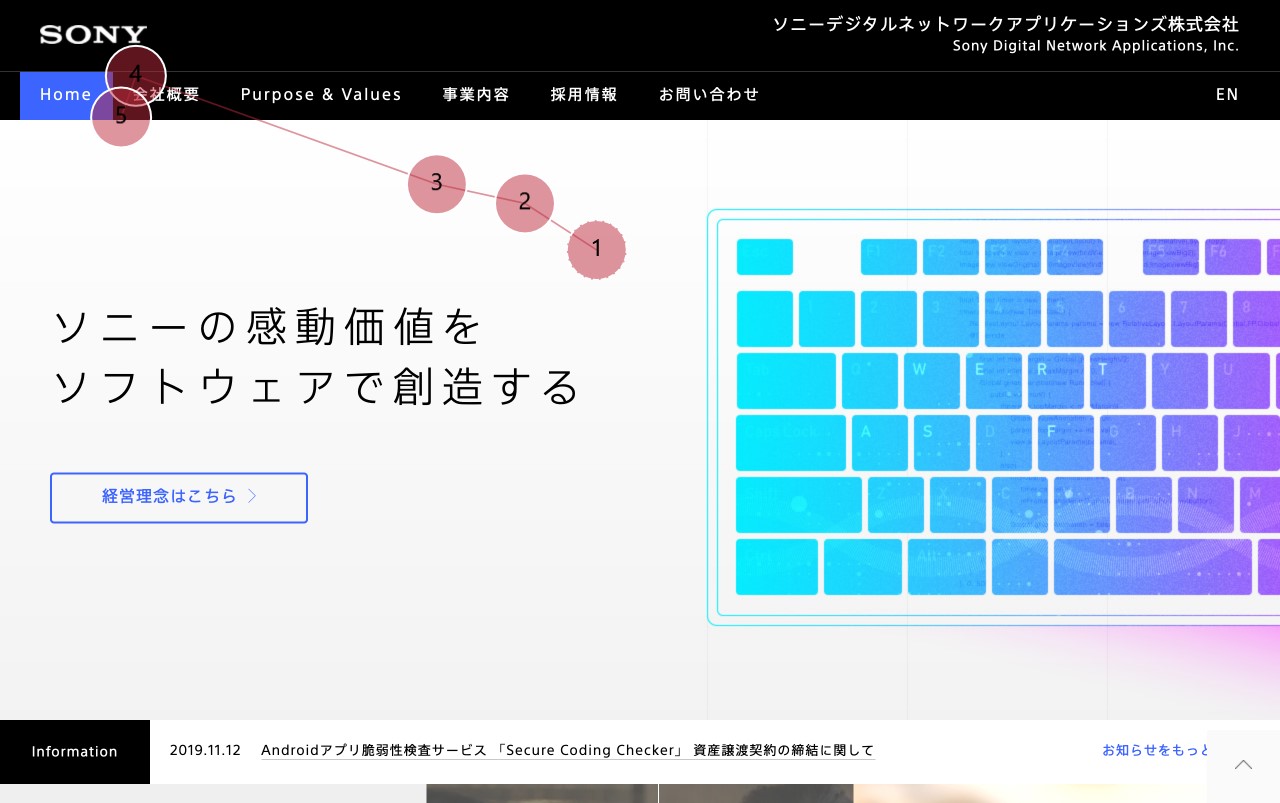 SONY
ソニーデジタルネットワークアプリケーションズ株式会社
Sony Digital Network Applications, Inc.
Home 会社概要 Purpose & Values 事業内容 採用情報 お問い合わせ EN
4
5
3
2
1
ソニーの感動価値を
ソフトウェアで創造する
経営理念はこちら
F1 F2 F3 F4 F5 F6
2 3 4 5 6 7 8
Q W E R T Y U
A S D F G H J
Z X C V B N M
Alt
Information 2019.11.12 Androidアプリ脆弱性検査サービス 「Secure Coding Checker」 資産譲渡契約の締結に関して お知らせをもっと